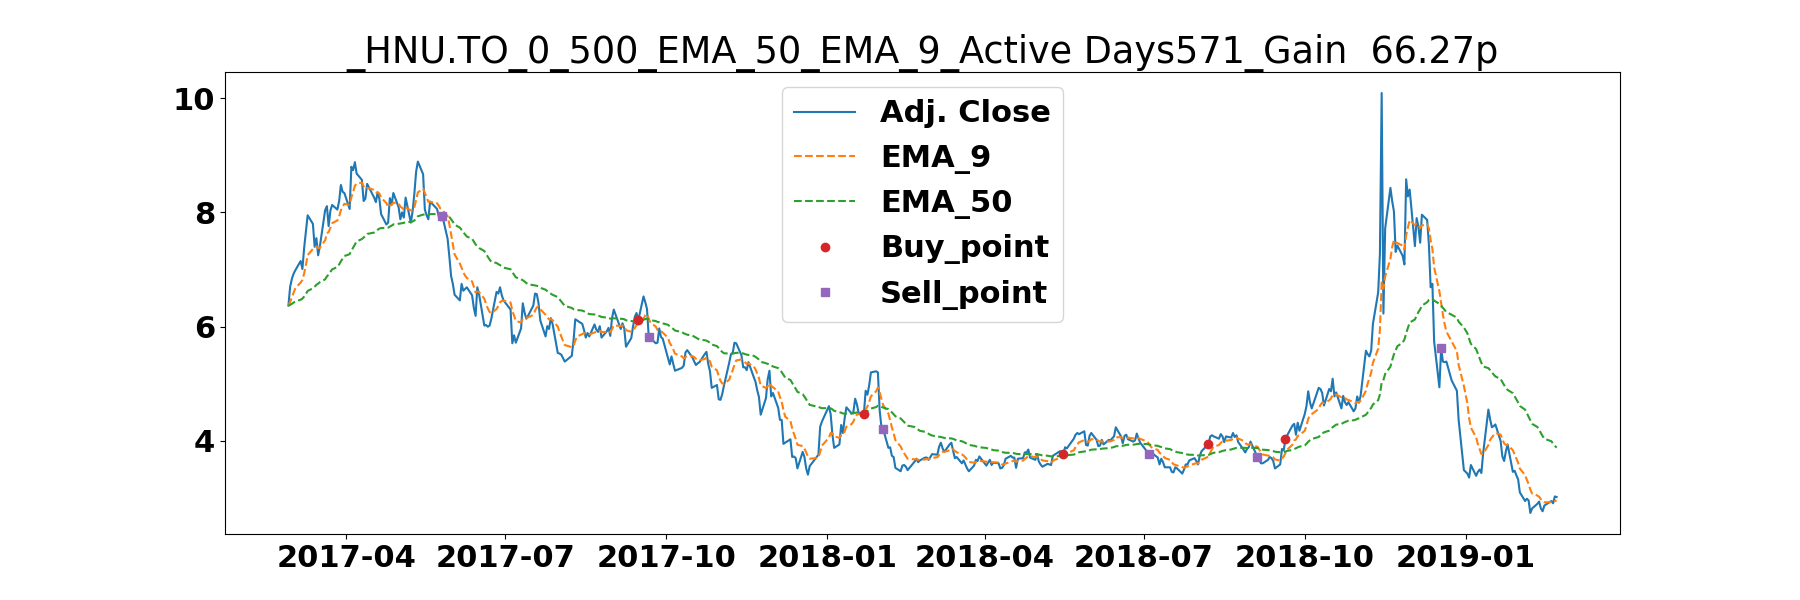 _HNU.TO_0_500_EMA_50_EMA_9_Active Days571_Gain  66.27p
10
8
6
4
Adj. Close
EMA_9
EMA_50
Buy_point
Sell_point
2017-04 2017-07 2017-10 2018-01 2018-04 2018-07 2018-10 2019-01